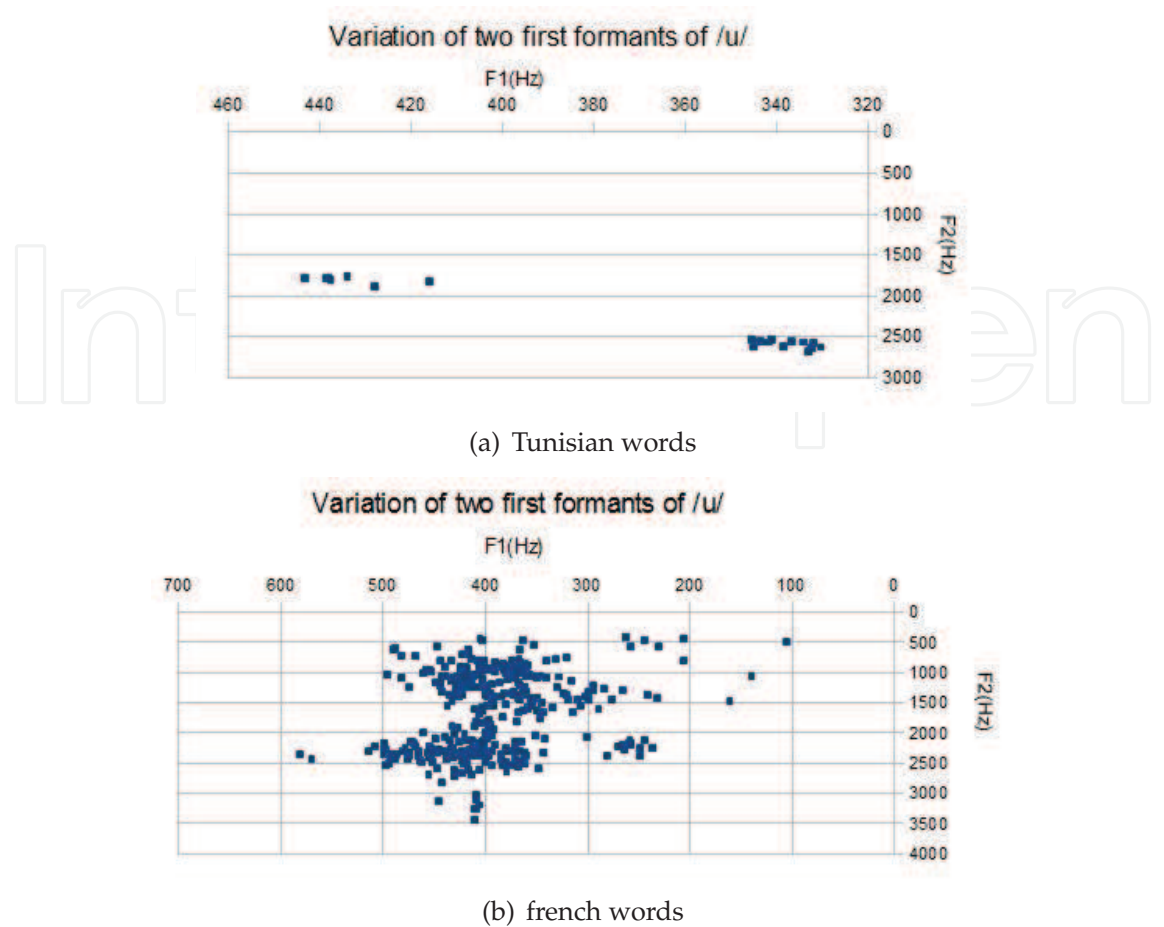 Variation of two first formants of /u/
F1(Hz)
460 440 420 400 380 360 340 320
0
500
1000
1500
2000
2500
3000
F2(Hz)
(a) Tunisian words
Variation of two first formants of /u/
F1(Hz)
700 600 500 400 300 200 100 0
0
500
1000
1500
2000
2500
3000
3500
4000
F2(Hz)
(b) french words